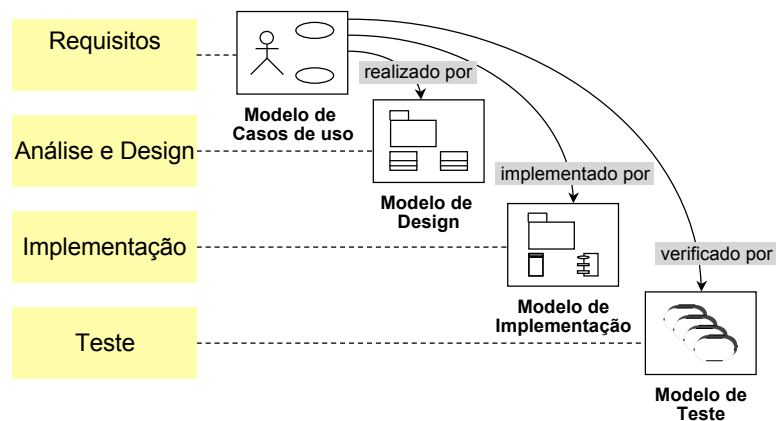 Requisitos
realizado por
Modelo de
Casos de uso
Análise e Design
implementado por
Modelo de
Design
Implementação
verificado por
Modelo de
Implementação
Teste
Modelo de
Teste